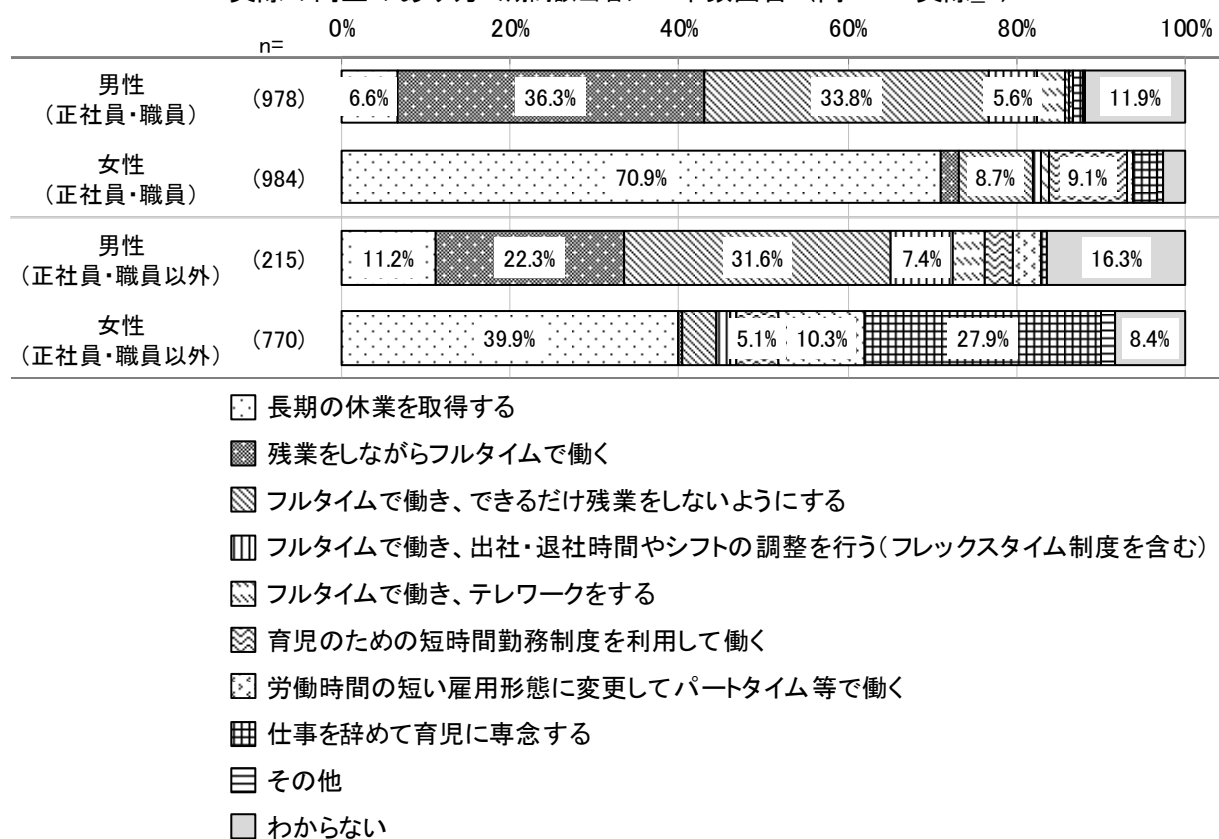 0% 20% 40% 60% 80% 100%
n=
男性
（正社員・職員）
(978)
6.6% 36.3% 33.8% 5.6% 11.9%
女性
（正社員・職員）
(984)
70.9% 8.7% 9.1%
男性
（正社員・職員以外）
(215)
11.2% 22.3% 31.6% 7.4% 16.3%
女性
（正社員・職員以外）
(770)
39.9% 5.1% 10.3% 27.9% 8.4%
長期の休業を取得する
残業をしながらフルタイムで働く
フルタイムで働き、できるだけ残業をしないようにする
フルタイムで働き、出社・退社時間やシフトの調整を行う（フレックスタイム制度を含む）
フルタイムで働き、テレワークをする
育児のための短時間勤務制度を利用して働く
労働時間の短い雇用形態に変更してパートタイム等で働く
仕事を辞めて育児に専念する
その他
わからない